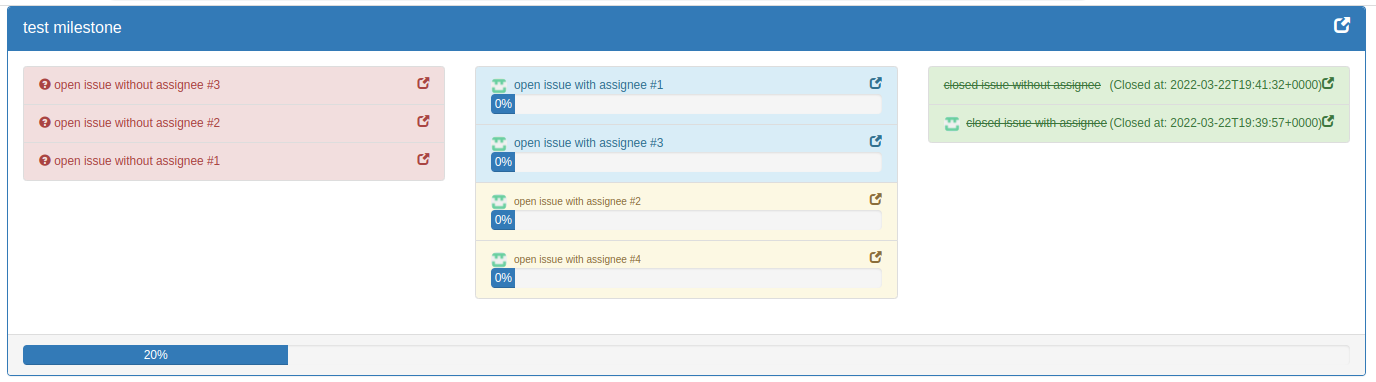 test milestone
open issue without assignee #3
open issue without assignee #2
open issue without assignee #1
open issue with assignee #1
0%
open issue with assignee #3
0%
open issue with assignee #2
0%
open issue with assignee #4
0%
closed issue without assignee (Closed at: 2022-03-22T19:41:32+0000)
closed issue with assignee (Closed at: 2022-03-22T19:39:57+0000)
20%